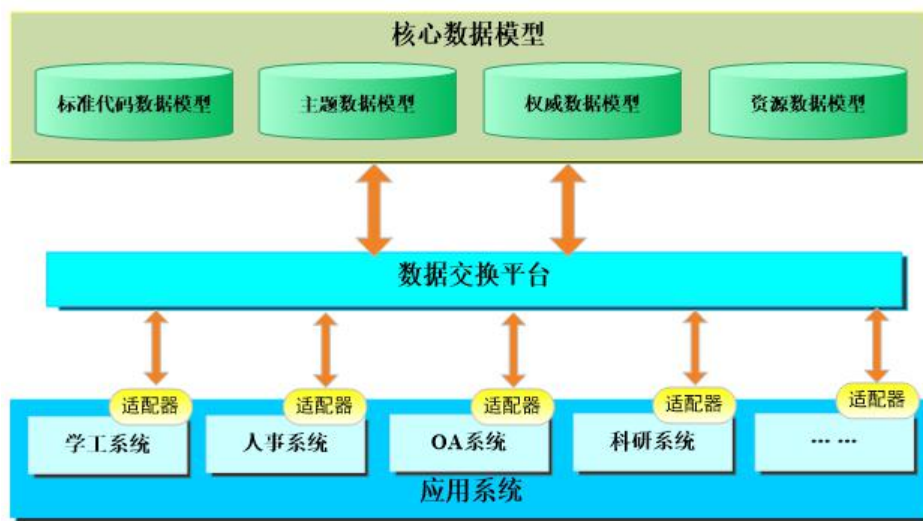 核心数据模型
标准代码数据模型 主题数据模型 权威数据模型 资源数据模型
数据交换平台
适配器 适配器 适配器 适配器 适配器
学工系统 人事系统 OA系统 科研系统 ... ...
应用系统